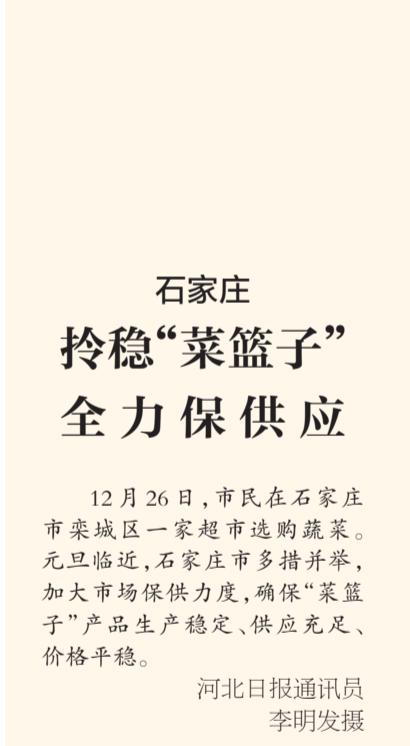 石家庄
拎稳“菜篮子”
全力保供应
12月26日，市民在石家庄
市栾城区一家超市选购蔬菜。
元旦临近，石家庄市多措并举，
加大市场保供力度，确保“菜篮
子”产品生产稳定、供应充足、
价格平稳。
河北日报通讯员
李明发摄